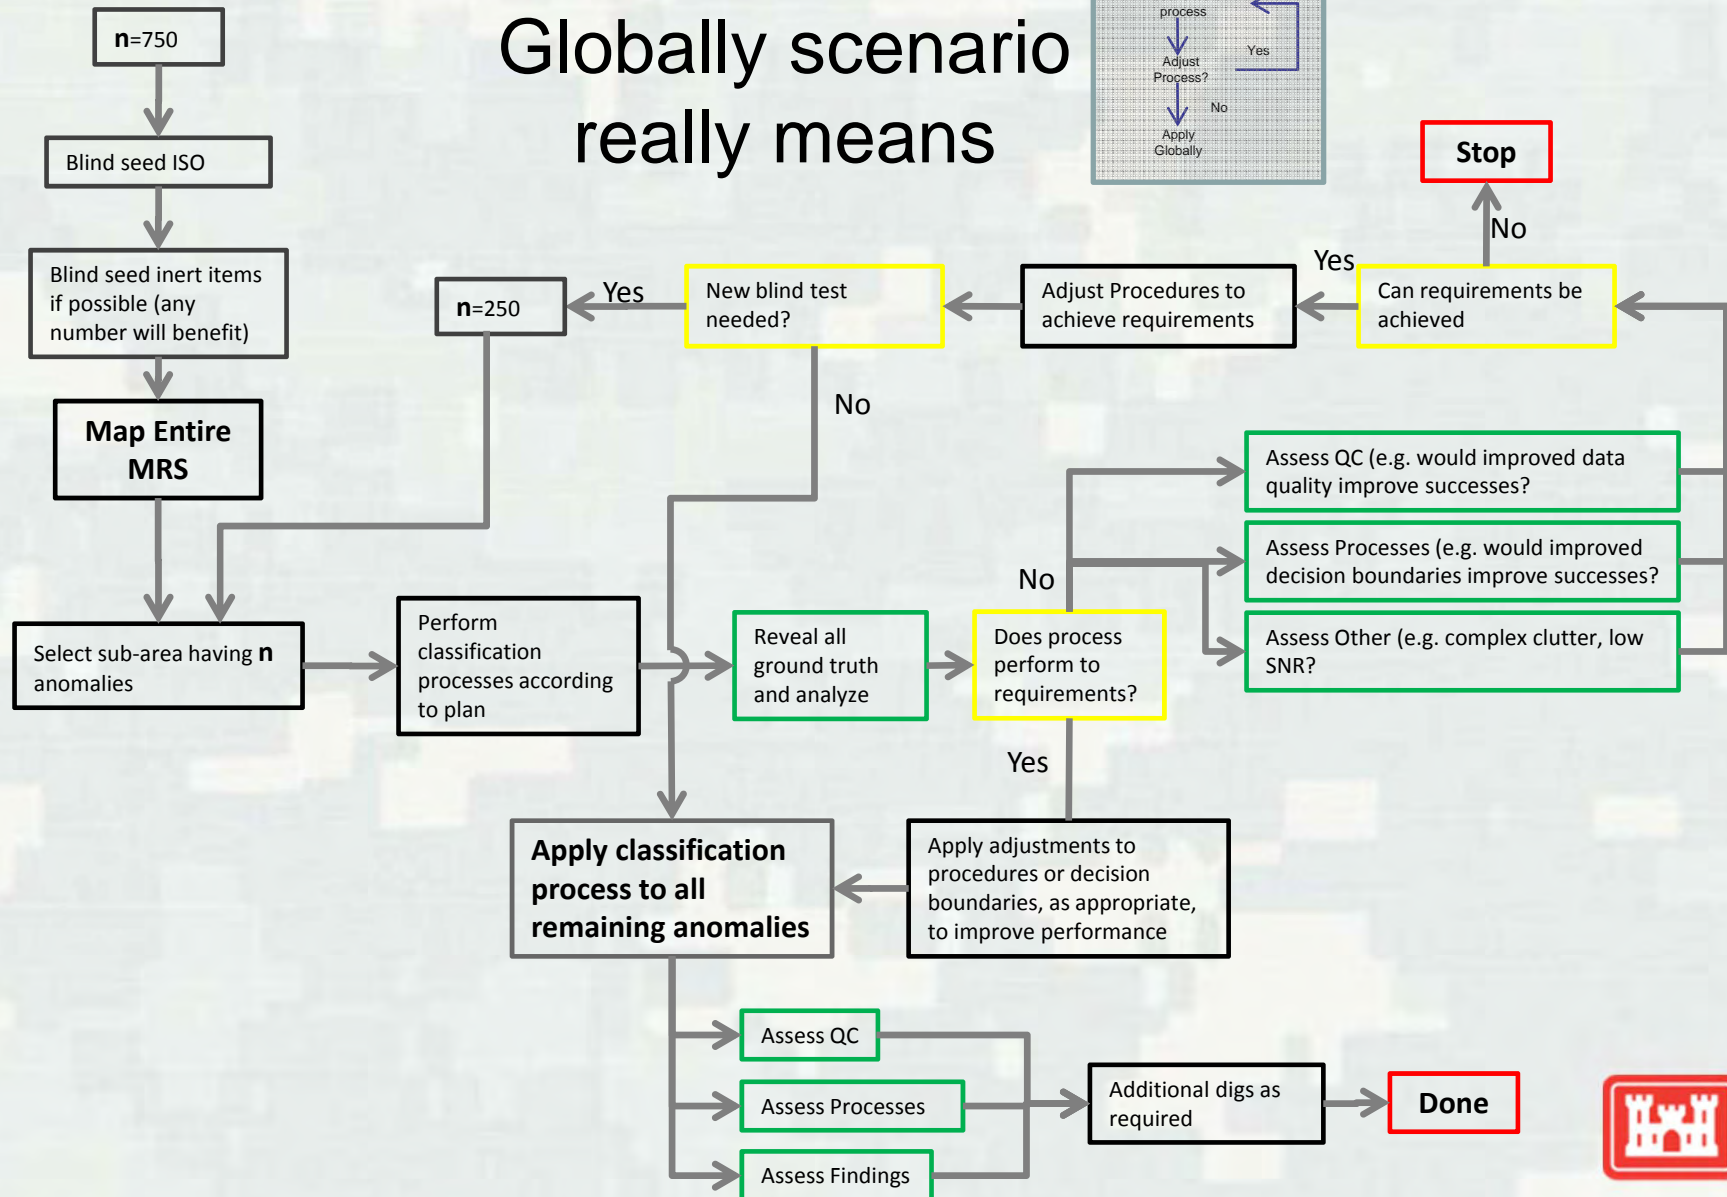 Globally scenario
really means
process
Yes
Adjust
Process?
No
Apply
Globally
n=750
Blind seed ISO
Blind seed inert items
if possible (any
number will benefit)
Map Entire
MRS
Select sub-area having n
anomalies
n=250
Yes
New blind test
needed?
No
Adjust Procedures to
achieve requirements
Yes
Can requirements be
achieved
No
Stop
Perform
classification
processes according
to plan
Reveal all
ground truth
and analyze
Does process
perform to
requirements?
No
Yes
Assess QC (e.g. would improved data
quality improve successes?
Assess Processes (e.g. would improved
decision boundaries improve successes?
Assess Other (e.g. complex clutter, low
SNR?
Apply classification
process to all
remaining anomalies
Apply adjustments to
procedures or decision
boundaries, as appropriate,
to improve performance
Assess QC
Assess Processes
Assess Findings
Additional digs as
required
Done